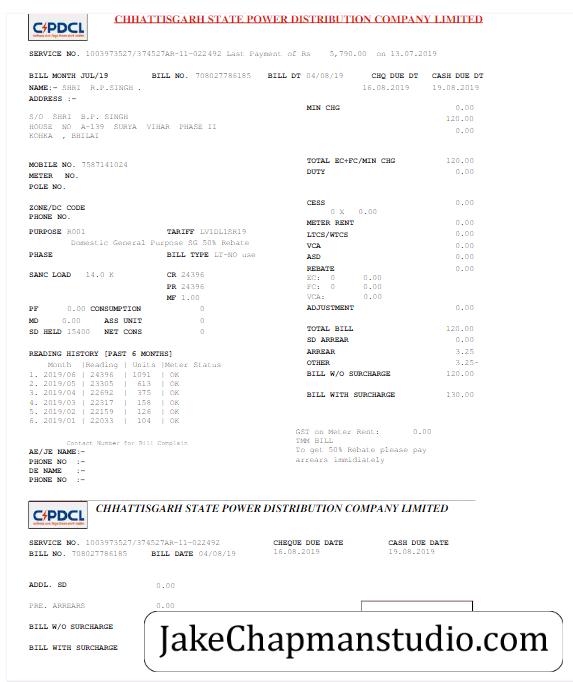 CSPDCL
CHHATTISGARH STATE POWER DISTRIBUTION COMPANY LIMITED
SERVICE NO. 1003973527/374527AR-11-022492 Last Payment of Rs 5,790.00 on 13.07.2019
BILL MONTH JUL/19 BILL NO. 708027786185 BILL DT 04/08/19 CHQ DUE DT CASH DUE DT
NAME:- SHRI R.P.SINGH . 16.08.2019 19.08.2019
ADDRESS :-
MIN CHG 0.00
S/O SHRI B.P. SINGH 120.00
HOUSE NO A-139 SURYA VIHAR PHASE II 0.00
KOHKA , BHILAI
TOTAL EC+FC/MIN CHG 120.00
MOBILE NO. 7587141024
DUTY 0.00
METER NO.
POLE NO.
CESS 0.00
ZONE/DC CODE
0 X 0.00
PHONE NO.
METER RENT 0.00
PURPOSE R001 TARIFF LV1DL1SR19
LTCS/WTCS 0.00
Domestic General Purpose SG 50% Rebate
VCA 0.00
PHASE BILL TYPE LT-NO use
ASD 0.00
REBATE 0.00
SANC LOAD 14.0 K CR 24396
EC: 0 0.00
PR 24396
FC: 0 0.00
MF 1.00
VCA: 0.00
PF 0.00 CONSUMPTION 0
ADJUSTMENT 0.00
MD 0.00 ASS UNIT 0
SD HELD 15400 NET CONS 0
TOTAL BILL 120.00
SD ARREAR 0.00
READING HISTORY [PAST 6 MONTHS]
ARREAR 3.25
Month |Reading | Units |Meter Status
OTHER 3.25-
1. 2019/06 | 24396 | 1091 | OK
BILL W/O SURCHARGE 120.00
2. 2019/05 | 23305 | 613 | OK
3. 2019/04 | 22692 | 375 | OK
BILL WITH SURCHARGE 130.00
4. 2019/03 | 22317 | 158 | OK
5. 2019/02 | 22159 | 126 | OK
6. 2019/01 | 22033 | 104 | OK
GST on Meter Rent: 0.00
TMM BILL
Contact Number for Bill Complain
To get 50% Rebate please pay
AE/JE NAME:-
arrears immidiately
PHONE NO :-
DE NAME :-
PHONE NO :-
CSPDCL
CHHATTISGARH STATE POWER DISTRIBUTION COMPANY LIMITED
SERVICE NO. 1003973527/374527AR-11-022492 CHEQUE DUE DATE CASH DUE DATE
BILL NO. 708027786185 BILL DATE 04/08/19 16.08.2019 19.08.2019
ADDL. SD 0.00
PRE. ARREARS 0.00
BILL W/O SURCHARGE
BILL WITH SURCHARGE
JakeChapmanstudio.com